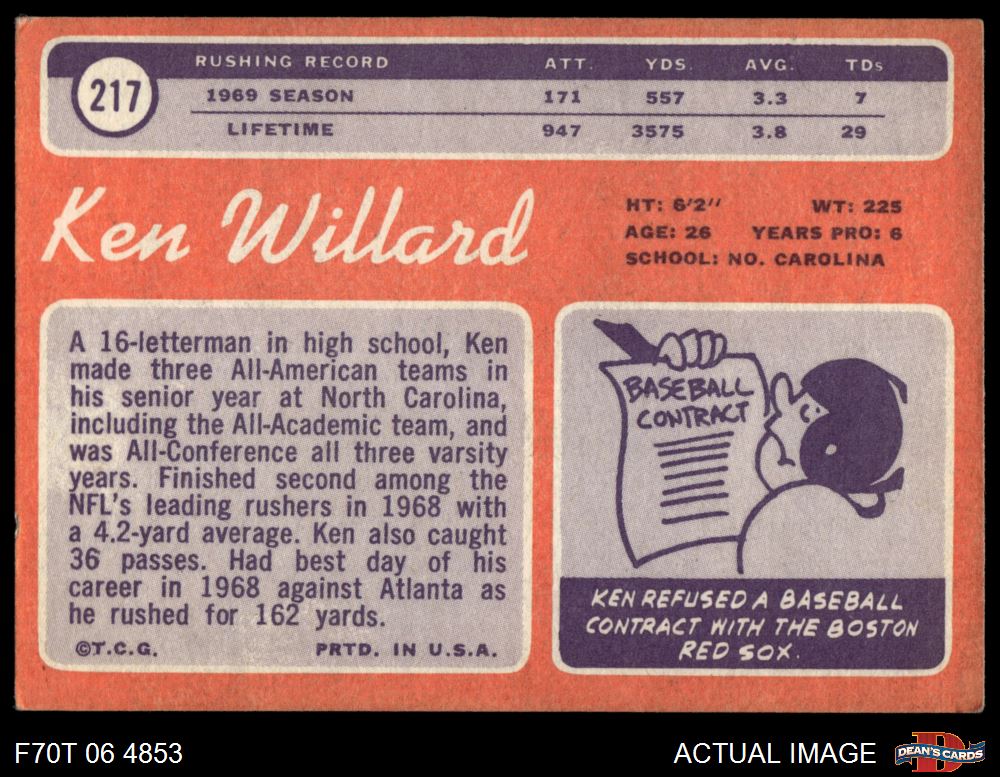 RUSHING RECORD ATT. YDS. AVG. TDs
217
1969 SEASON 171 557 3.3 7
LIFETIME 947 3575 3.8 29
Ken Willard
HT: 6'2" WT: 225
AGE: 26 YEARS PRO: 6
SCHOOL: NO. CAROLINA
A 16-letterman in high school, Ken
made three All-American teams in
his senior year at North Carolina,
including the All-Academic team, and
was All-Conference all three varsity
years. Finished second among the
NFL's leading rushers in 1968 with
a 4.2-yard average. Ken also caught
36 passes. Had best day of his
career in 1968 against Atlanta as
he rushed for 162 yards.
©T.C.G. PRTD. IN U.S.A.
BASEBALL
CONTRACT
KEN REFUSED A BASEBALL
CONTRACT WITH THE BOSTON
RED SOX.
F70T 06 4853
ACTUAL IMAGE
D
DEAN'S CARDS